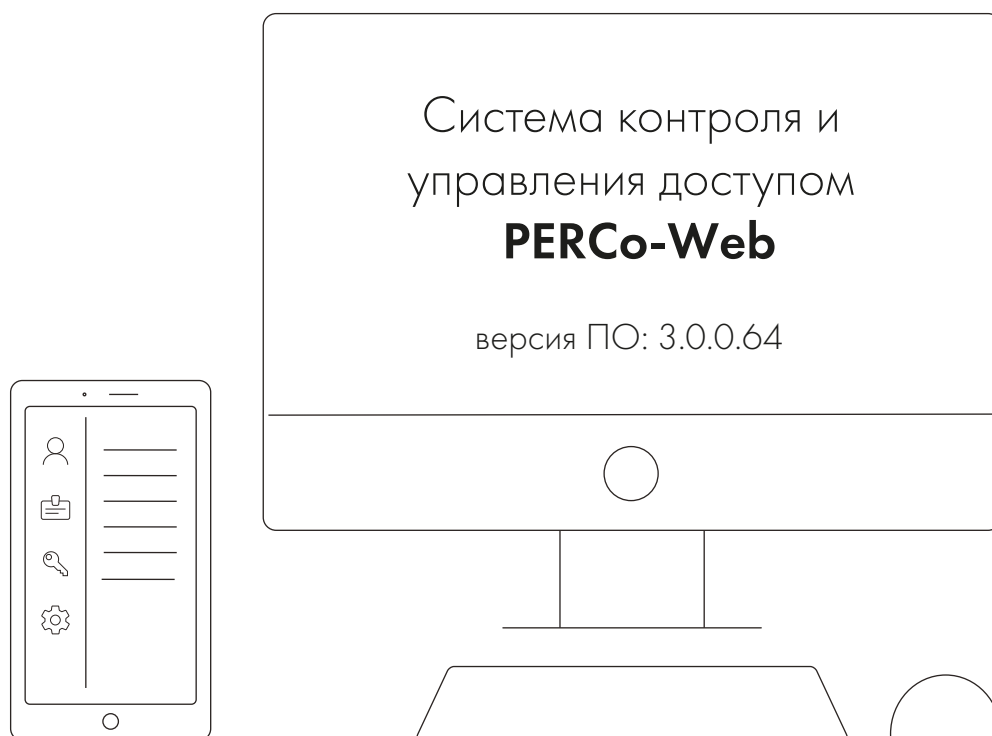 Система контроля и
управления доступом
PERCo-Web
версия ПО: 3.0.0.64